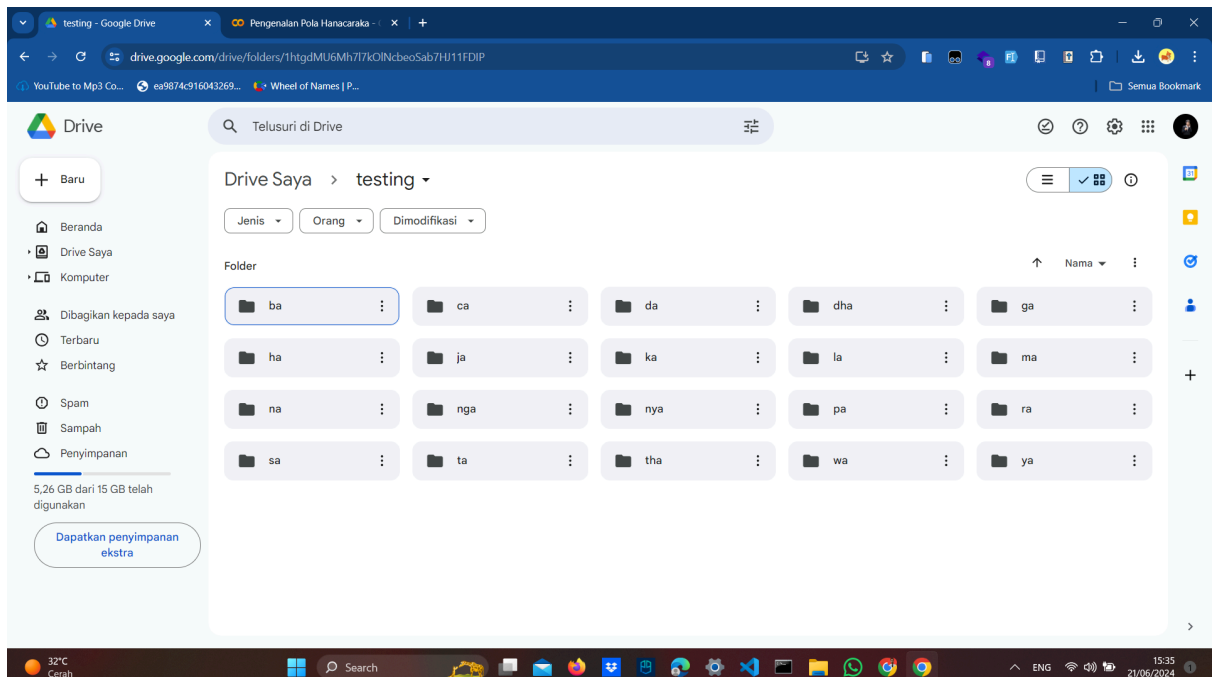 testing - Google Drive
Pengenalan Pola Hanacaraka - C
drive.google.com/drive/folders/1htgdMU6Mh7l7kOlNcbeoSab7HJ11FDIP
8
YouTube to Mp3 Co...
ea9874c916043269...
Wheel of Names | P...
Semua Bookmark
Drive
Telusuri di Drive
Baru
Drive Saya > testing
31
Jenis
Orang
Dimodifikasi
Beranda
Drive Saya
Komputer
Folder
Nama
ba
ca
da
dha
ga
Dibagikan kepada saya
Terbaru
Berbintang
ha
ja
ka
la
ma
Spam
Sampah
Penyimpanan
na
nga
nya
pa
ra
sa
ta
tha
wa
ya
5,26 GB dari 15 GB telah
digunakan
Dapatkan penyimpanan
ekstra
32°C
Cerah
Search
ENG
15:35
21/06/2024
1